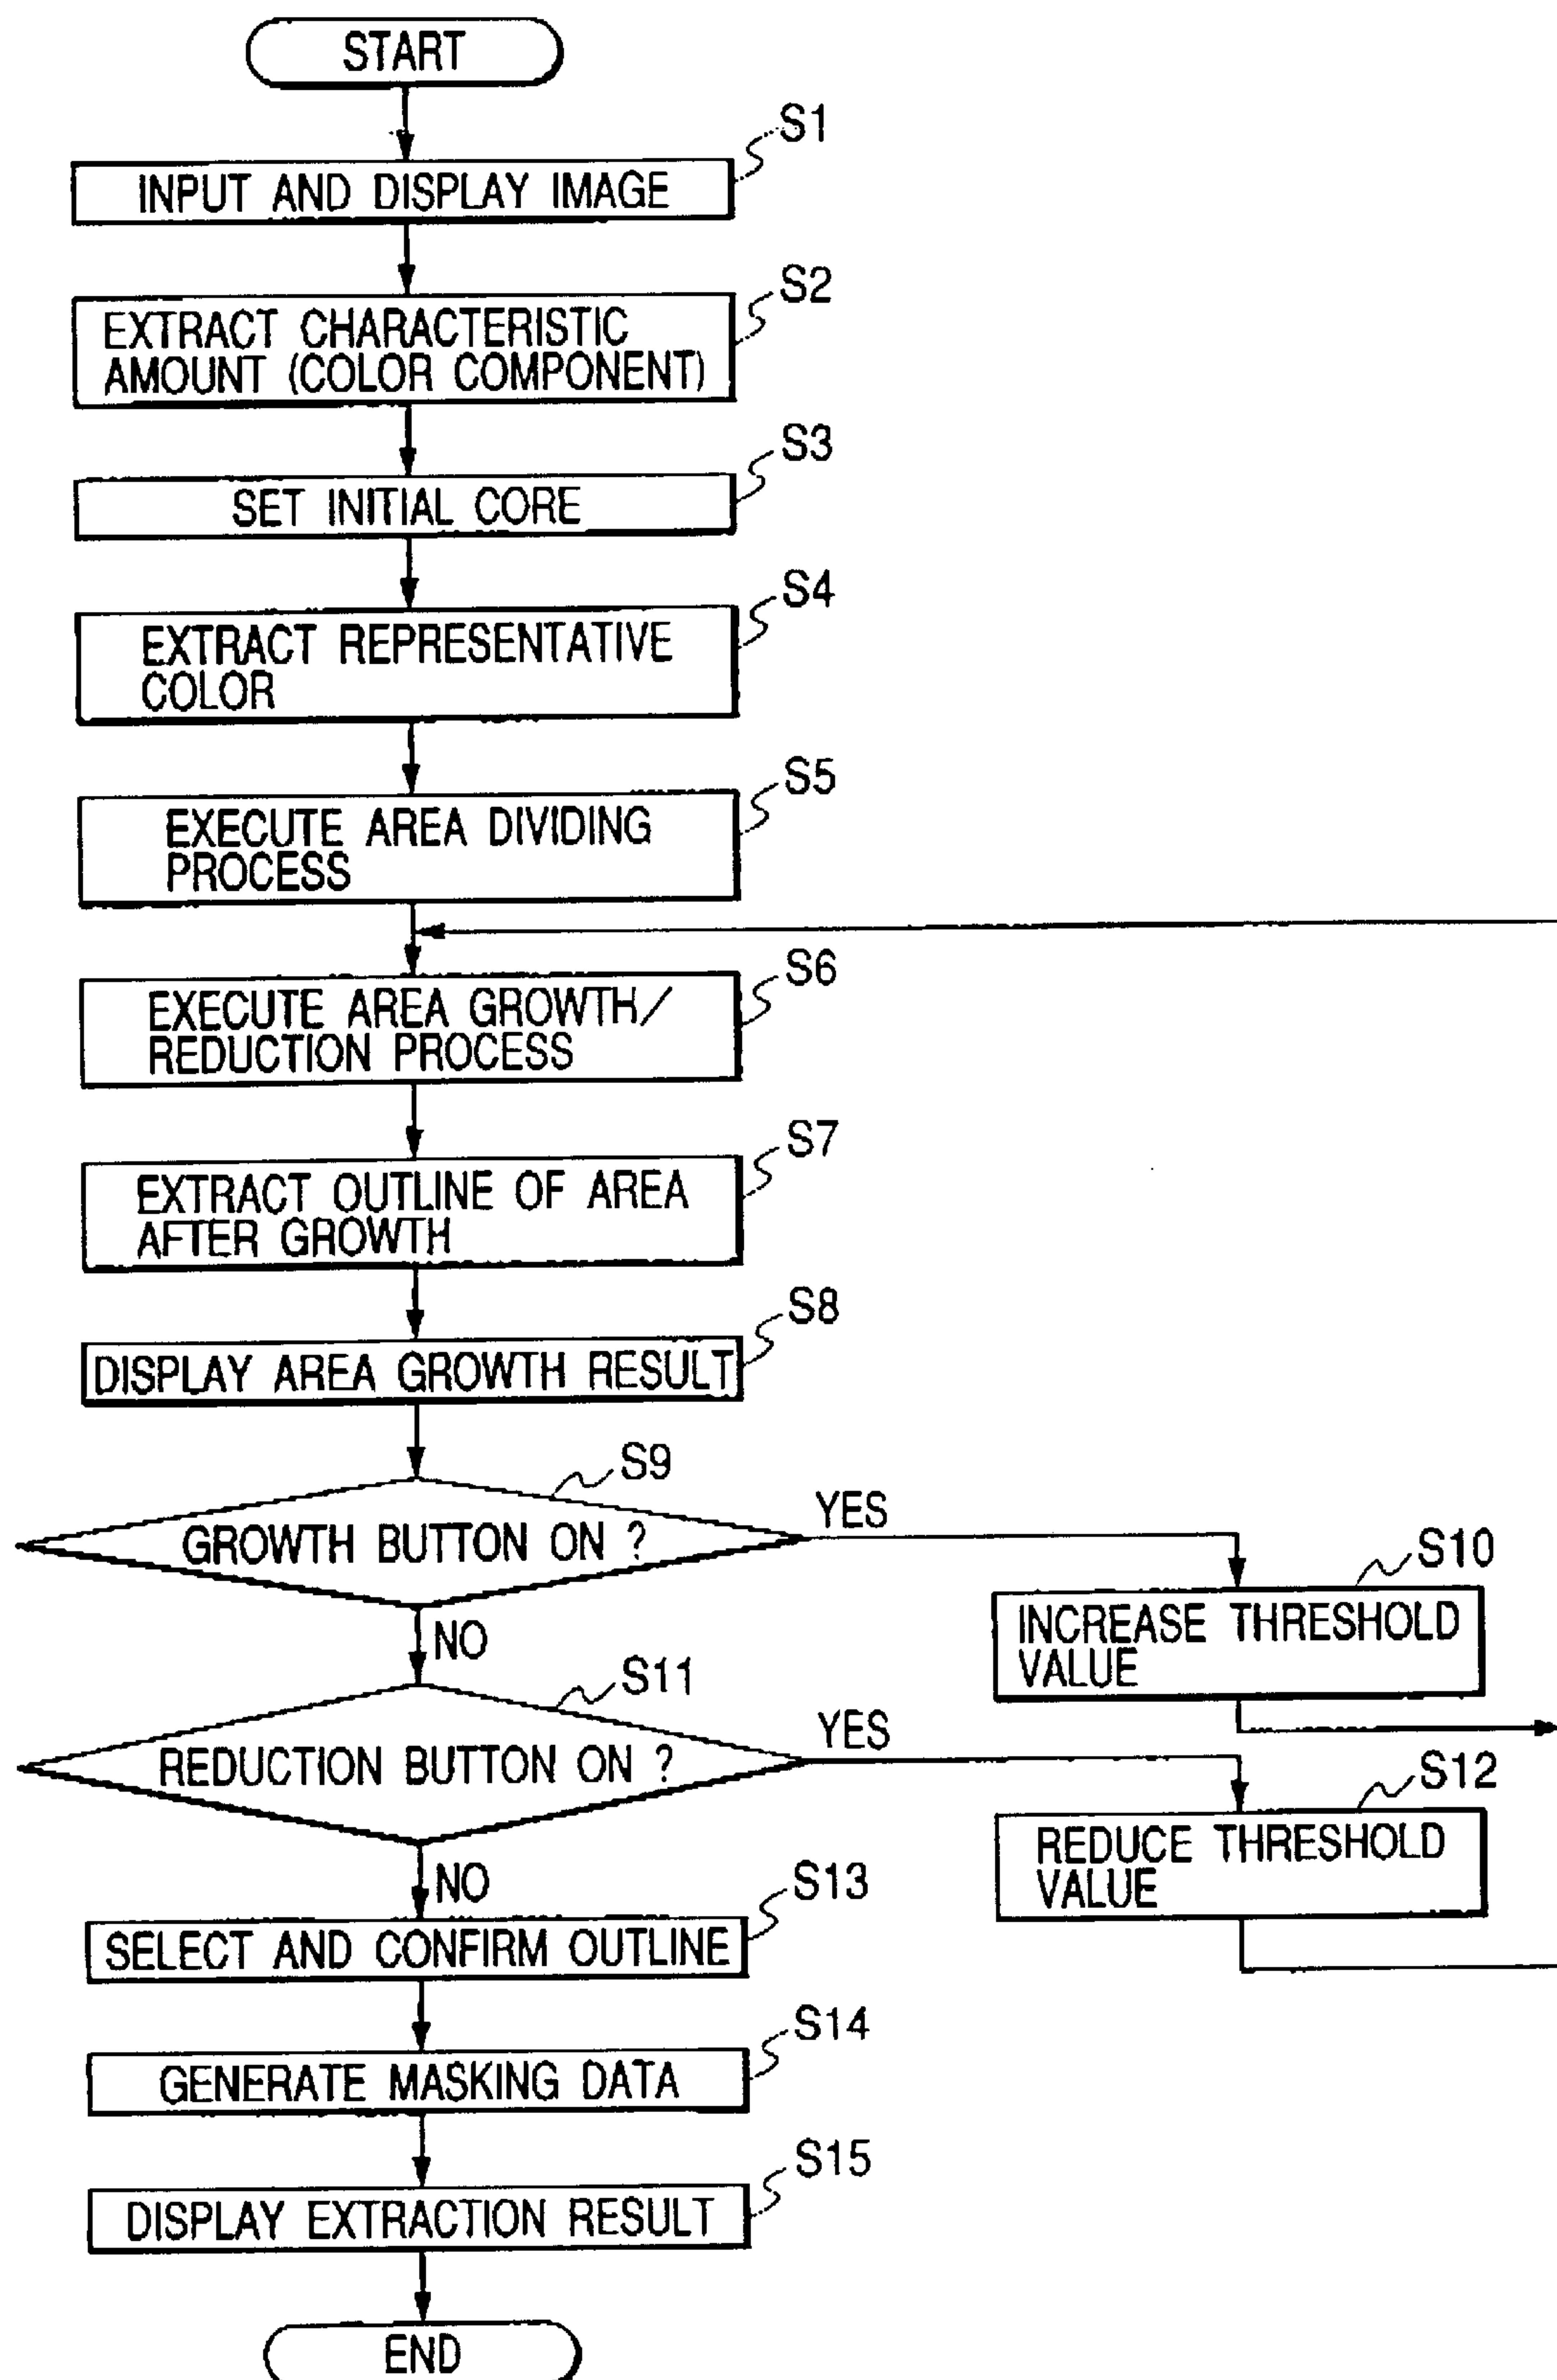 START
S1
INPUT AND DISPLAY IMAGE
S2
EXTRACT CHARACTERISTIC
AMOUNT (COLOR COMPONENT)
S3
SET INITIAL CORE
S4
EXTRACT REPRESENTATIVE
COLOR
S5
EXECUTE AREA DIVIDING
PROCESS
S6
EXECUTE AREA GROWTH/
REDUCTION PROCESS
S7
EXTRACT OUTLINE OF AREA
AFTER GROWTH
S8
DISPLAY AREA GROWTH RESULT
S9
GROWTH BUTTON ON ?
YES
NO
S10
INCREASE THRESHOLD
VALUE
S11
REDUCTION BUTTON ON ?
YES
NO
S12
REDUCE THRESHOLD
VALUE
S13
SELECT AND CONFIRM OUTLINE
S14
GENERATE MASKING DATA
S15
DISPLAY EXTRACTION RESULT
END